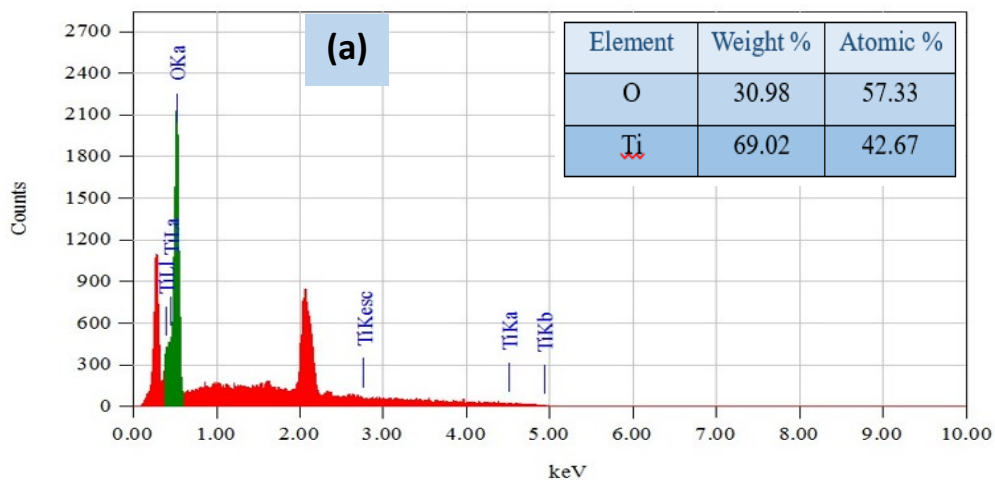 (a)
Element Weight % Atomic %
O 30.98 57.33
Ti 69.02 42.67
Counts
2700
2400
2100
1800
1500
1200
900
600
300
0
OKa
TiLl
TiLa
TiKesc
TiKa
TiKb
0.00 1.00 2.00 3.00 4.00 5.00 6.00 7.00 8.00 9.00 10.00
keV